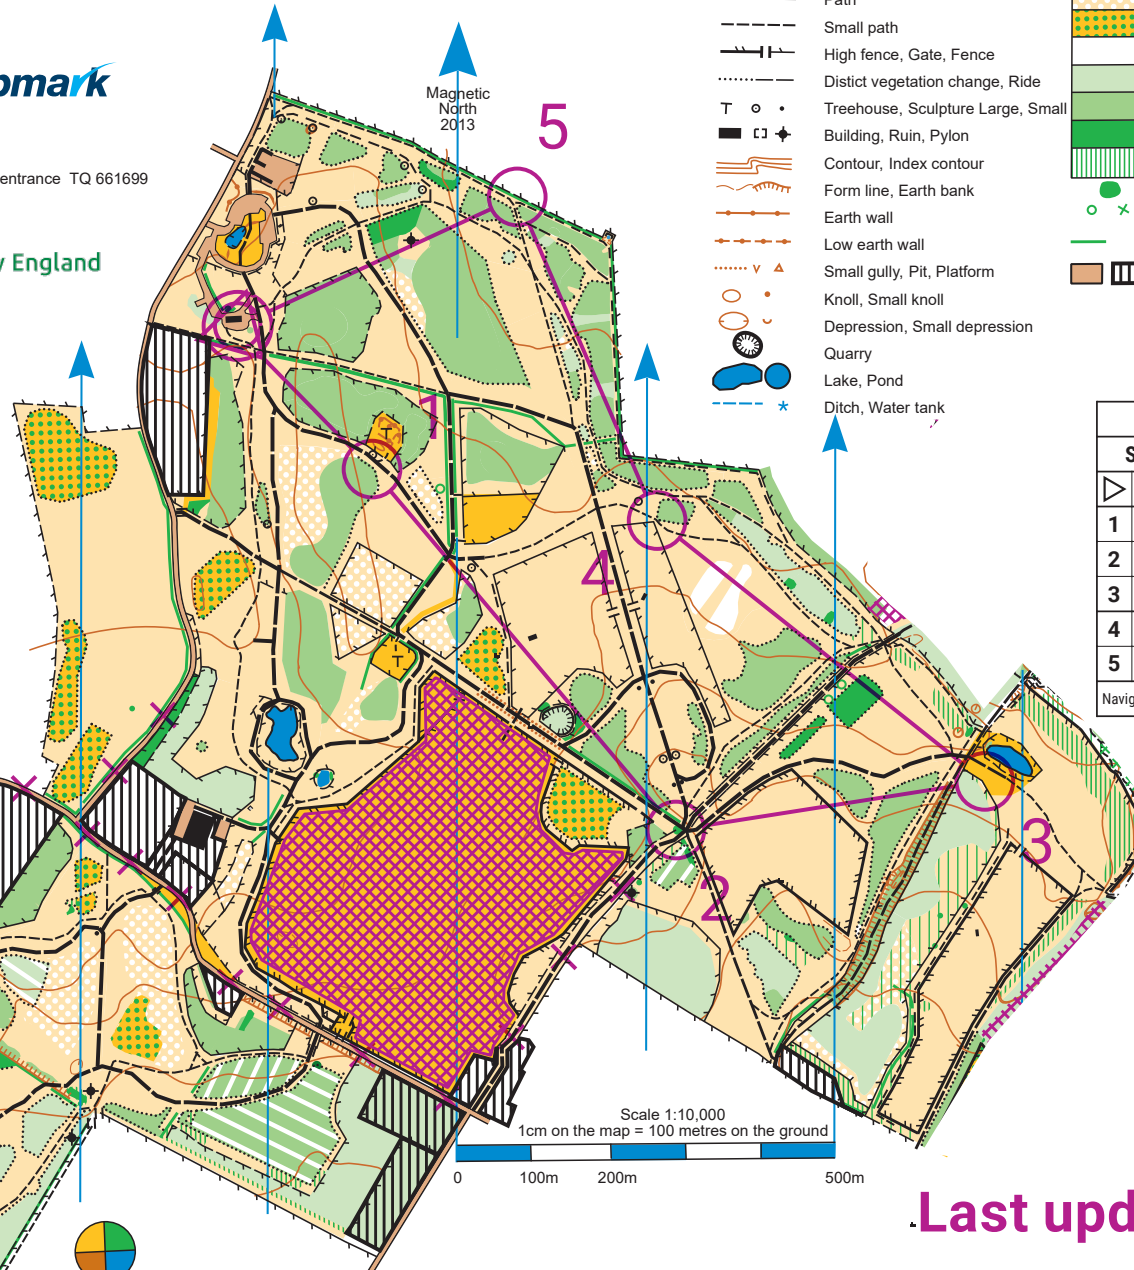 Path
Small path
High fence, Gate, Fence
Distict vegetation change, Ride
Treehouse, Sculpture Large, Small
Building, Ruin, Pylon
Contour, Index contour
Form line, Earth bank
Earth wall
Low earth wall
Small gully, Pit, Platform
Knoll, Small knoll
Depression, Small depression
Quarry
Lake, Pond
Ditch, Water tank
pmark
entrance TQ 661699
y England
Magnetic
North
2013
5
1
4
3
2
T
T
S
1
2
3
4
5
Navig
Scale 1:10,000
1cm on the map = 100 metres on the ground
0 100m 200m 500m
Last upd